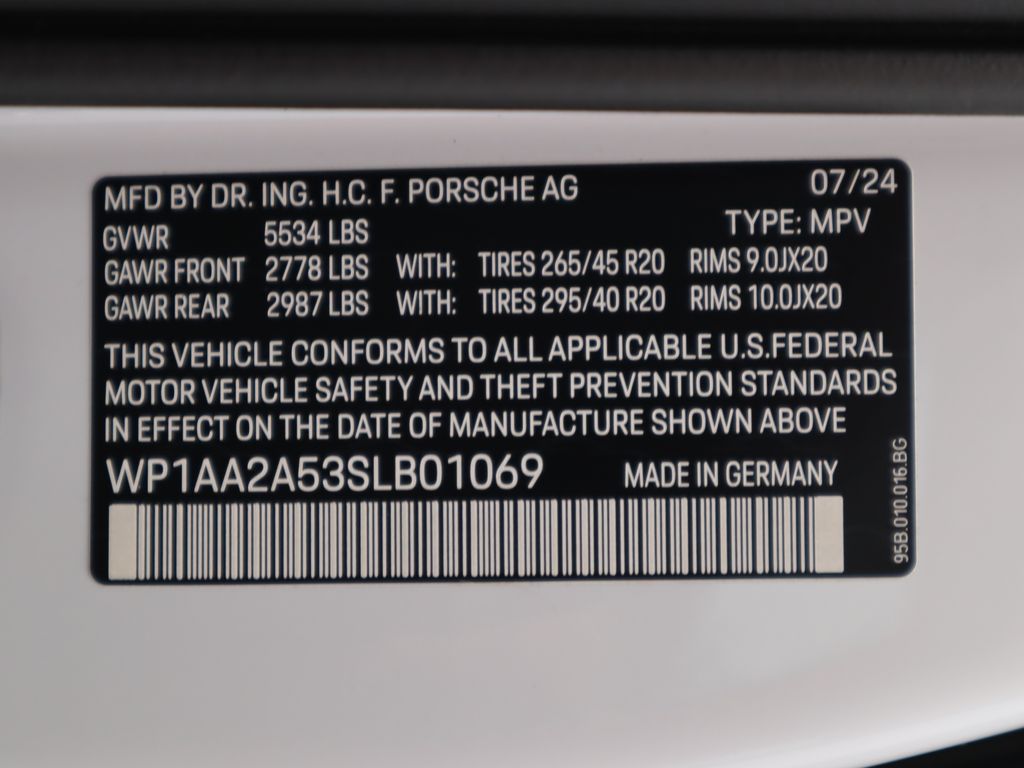 MFD BY DR. ING. H.C. F. PORSCHE AG 07/24
TYPE: MPV
GVWR 5534 LBS
GAWR FRONT 2778 LBS WITH: TIRES 265/45 R20 RIMS 9.0JX20
GAWR REAR 2987 LBS WITH: TIRES 295/40 R20 RIMS 10.0JX20
THIS VEHICLE CONFORMS TO ALL APPLICABLE U.S.FEDERAL
MOTOR VEHICLE SAFETY AND THEFT PREVENTION STANDARDS
IN EFFECT ON THE DATE OF MANUFACTURE SHOWN ABOVE
WP1AA2A53SLB01069 MADE IN GERMANY
95B.010.016.BG